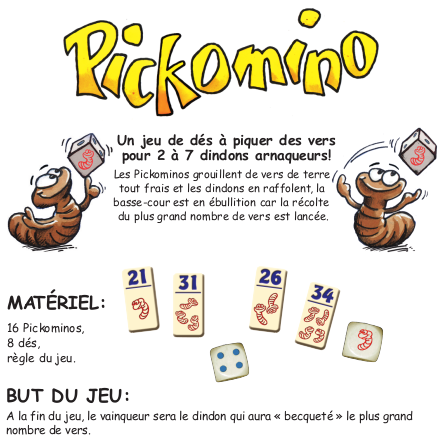 Pickomino
Un jeu de dés à piquer des vers
pour 2 à 7 dindons arnaqueurs!
Les Pickominos grouillent de vers de terre
tout frais et les dindons en raffolent, la
basse-cour est en ébullition car la récolte
du plus grand nombre de vers est lancée.
21
31
26
34
MATÉRIEL:
16 Pickominos,
8 dés,
règle du jeu.
BUT DU JEU:
A la fin du jeu, le vainqueur sera le dindon qui aura « becqueté » le plus grand
nombre de vers.